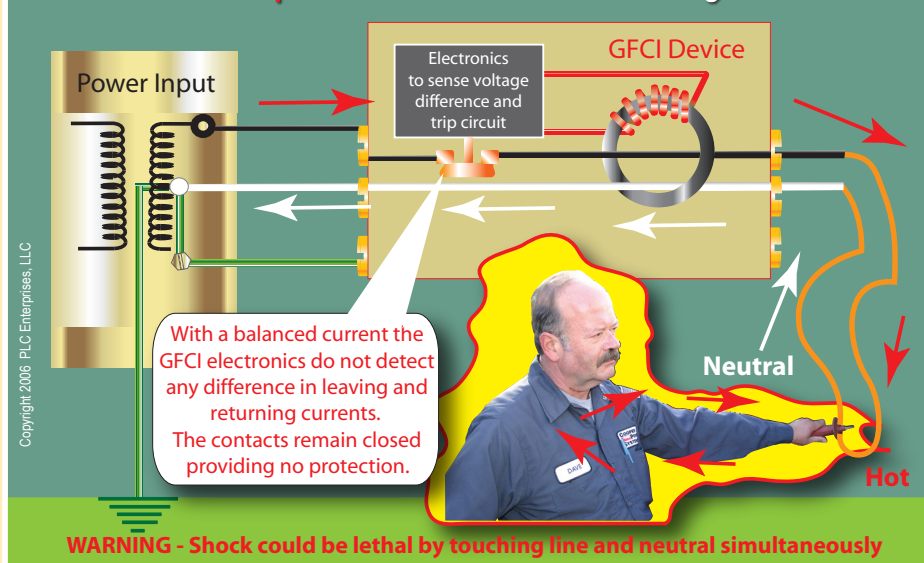 Power Input
Electronics
to sense voltage
difference and
trip circuit
GFCI Device
With a balanced current the
GFCI electronics do not detect
any difference in leaving and
returning currents.
The contacts remain closed
providing no protection.
Neutral
DAVE
Hot
WARNING - Shock could be lethal by touching line and neutral simultaneously
Copyright 2006 PLC Enterprises, LLC